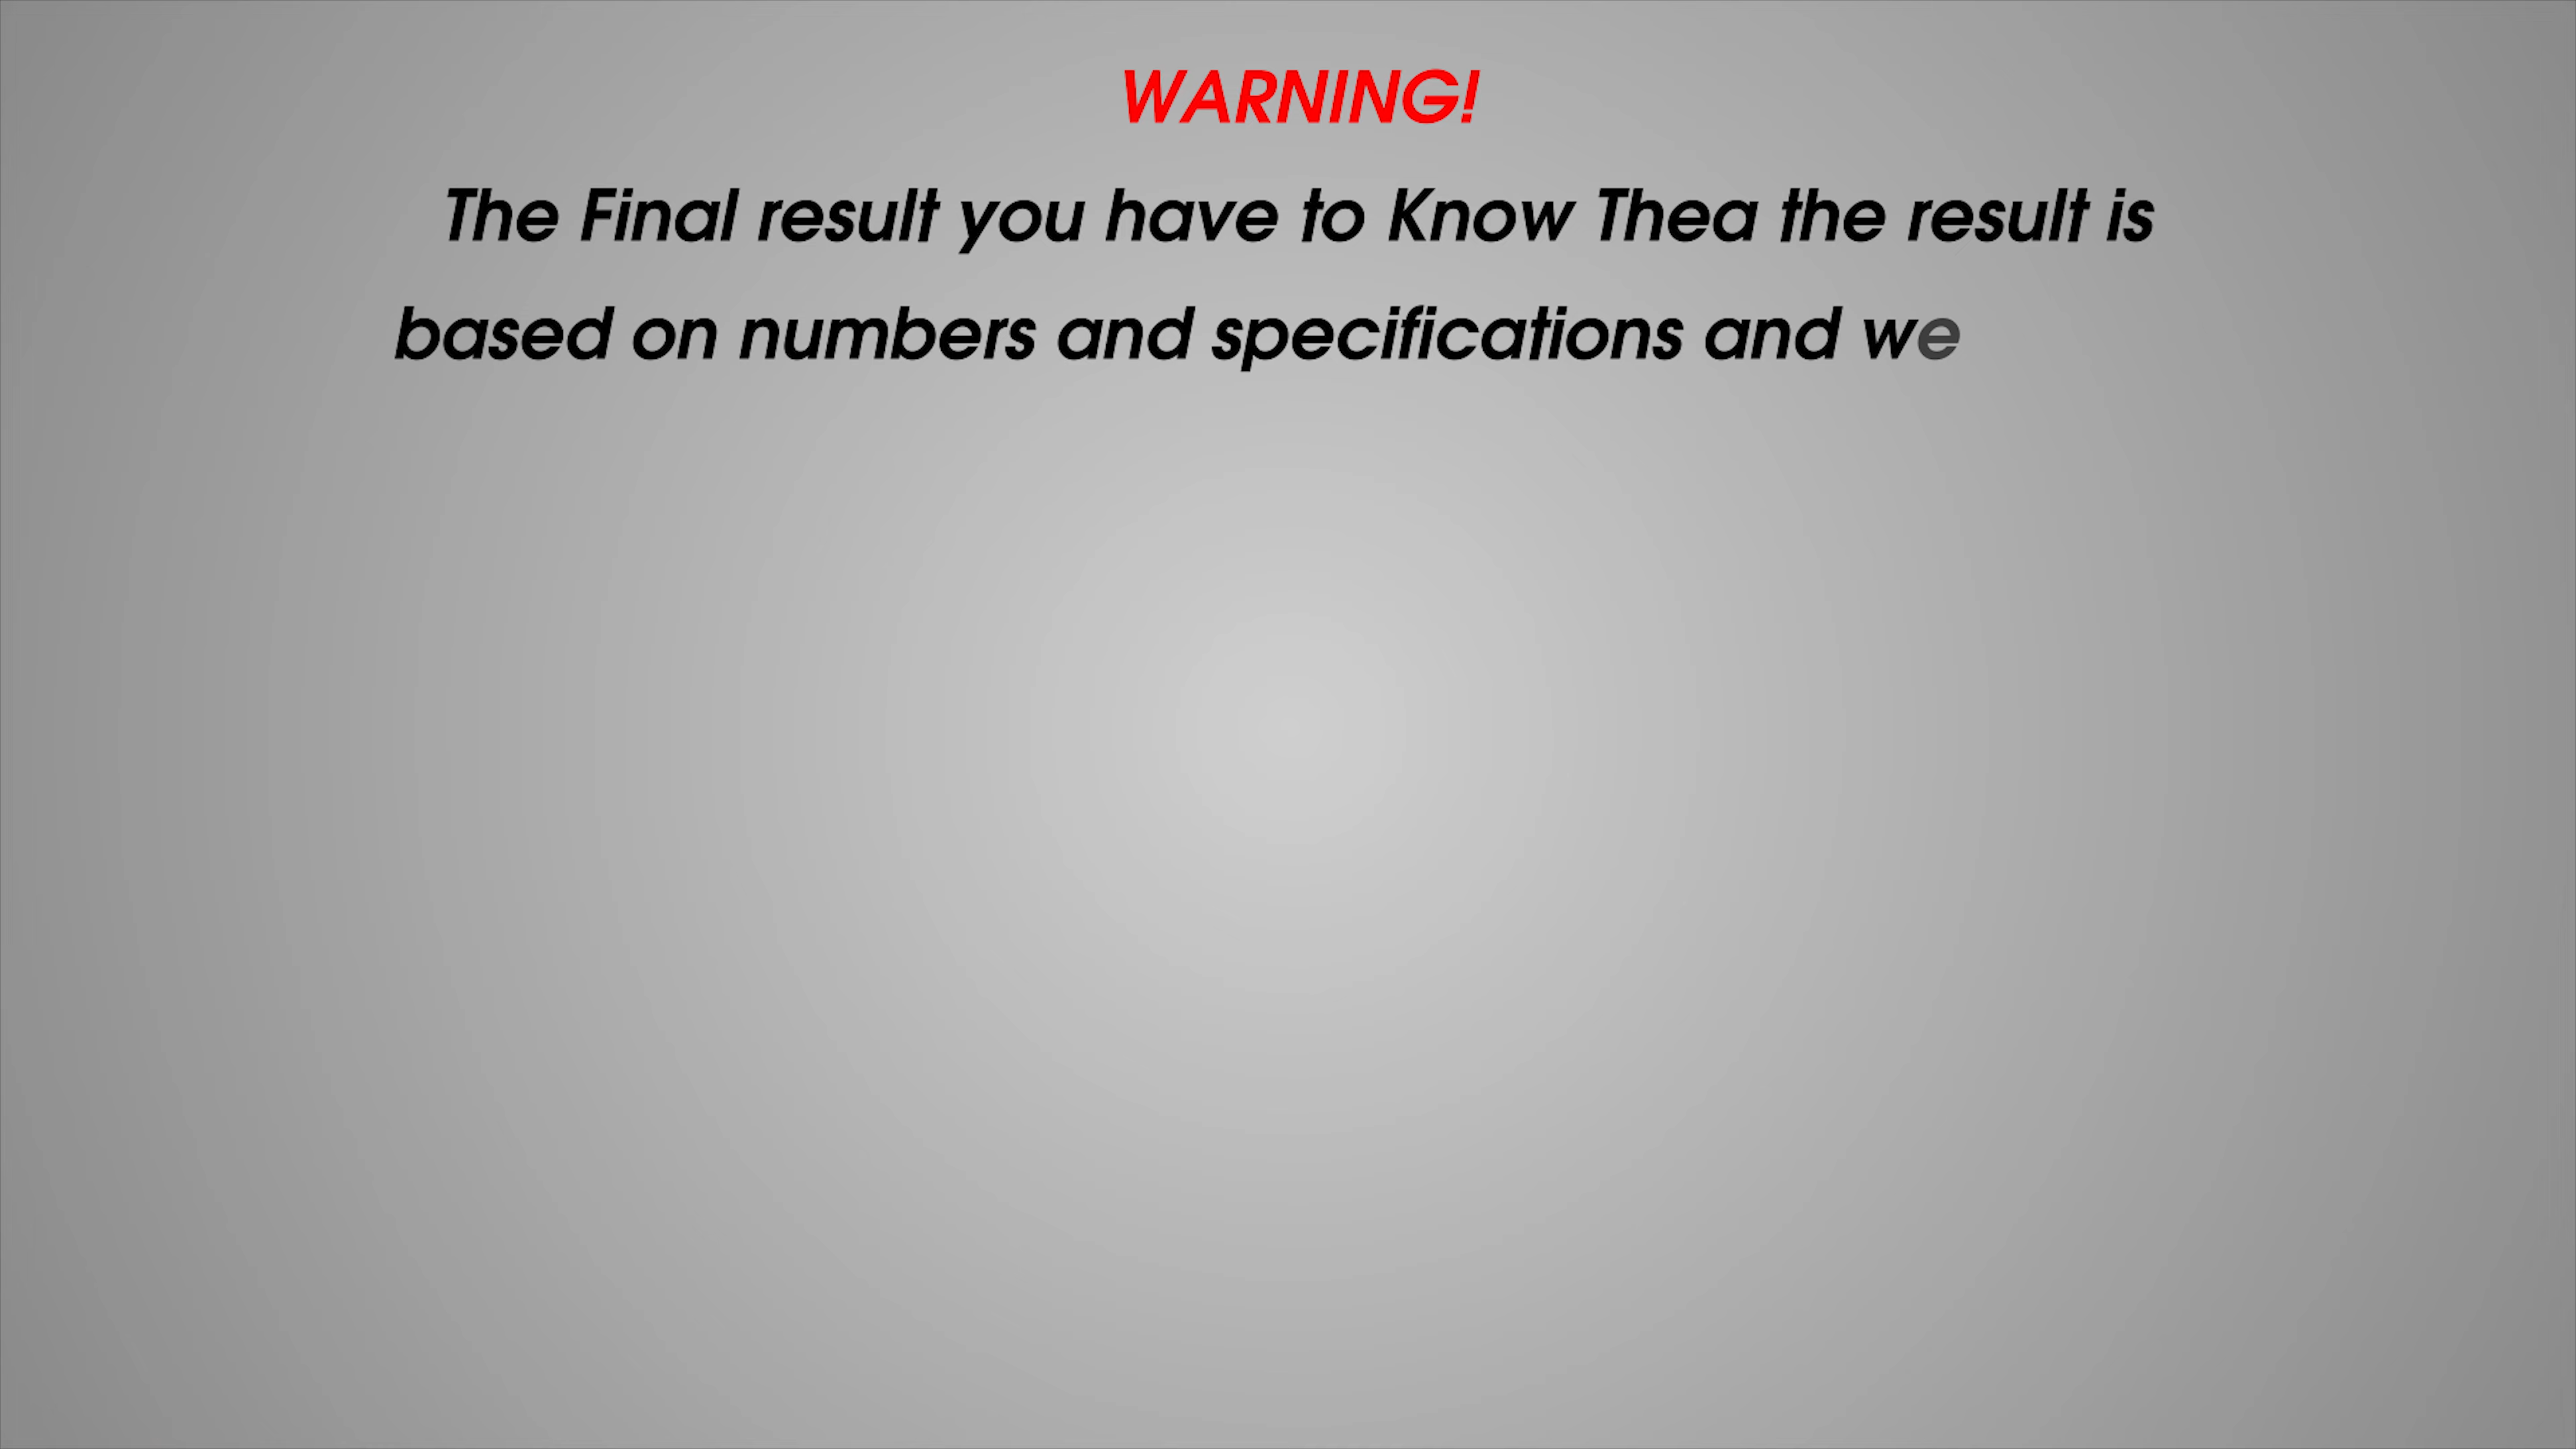 WARNING!
The Final result you have to Know Thea the result is
based on numbers and specifications and we